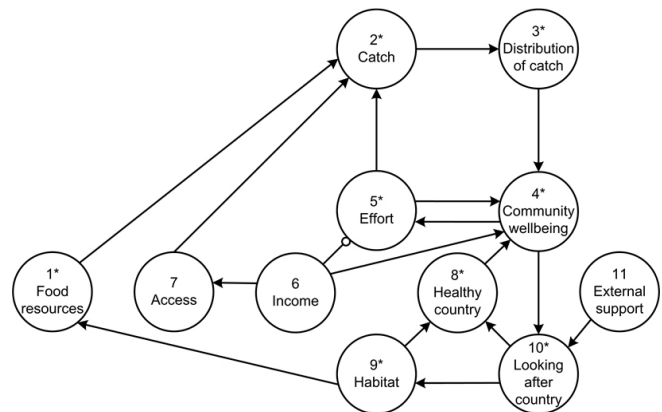 2*
Catch
3*
Distribution
of catch
5*
Effort
4*
Community
wellbeing
1*
Food
resources
7
Access
6
Income
8*
Healthy
country
11
External
support
9*
Habitat
10*
Looking
after
country